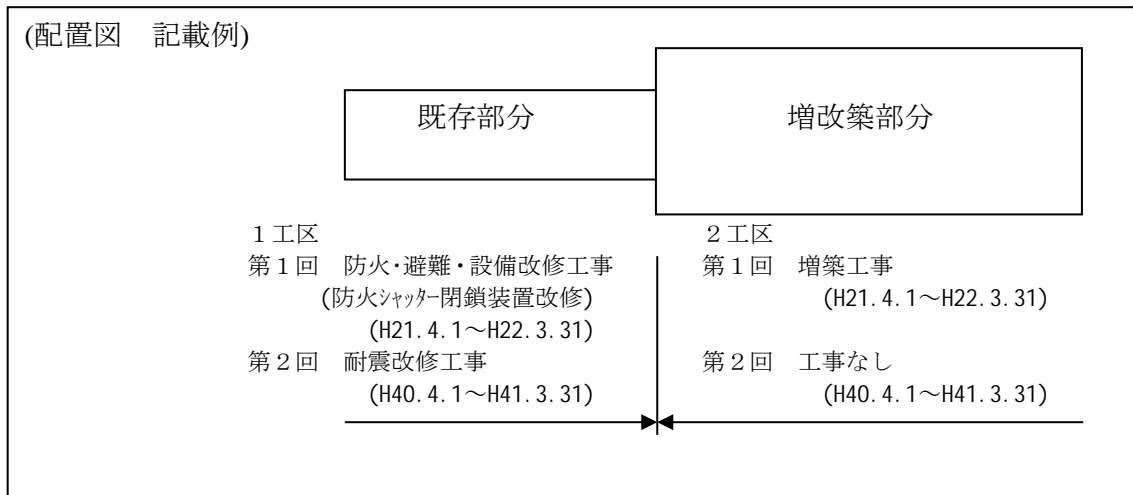 (配置図　記載例)
既存部分
増改築部分
１工区
第１回　防火・避難・設備改修工事
(防火ｼｬｯﾀｰ閉鎖装置改修)
(H21.4.1～H22.3.31)
第２回　耐震改修工事
(H40.4.1～H41.3.31)
２工区
第１回　増築工事
(H21.4.1～H22.3.31)
第２回　工事なし
(H40.4.1～H41.3.31)